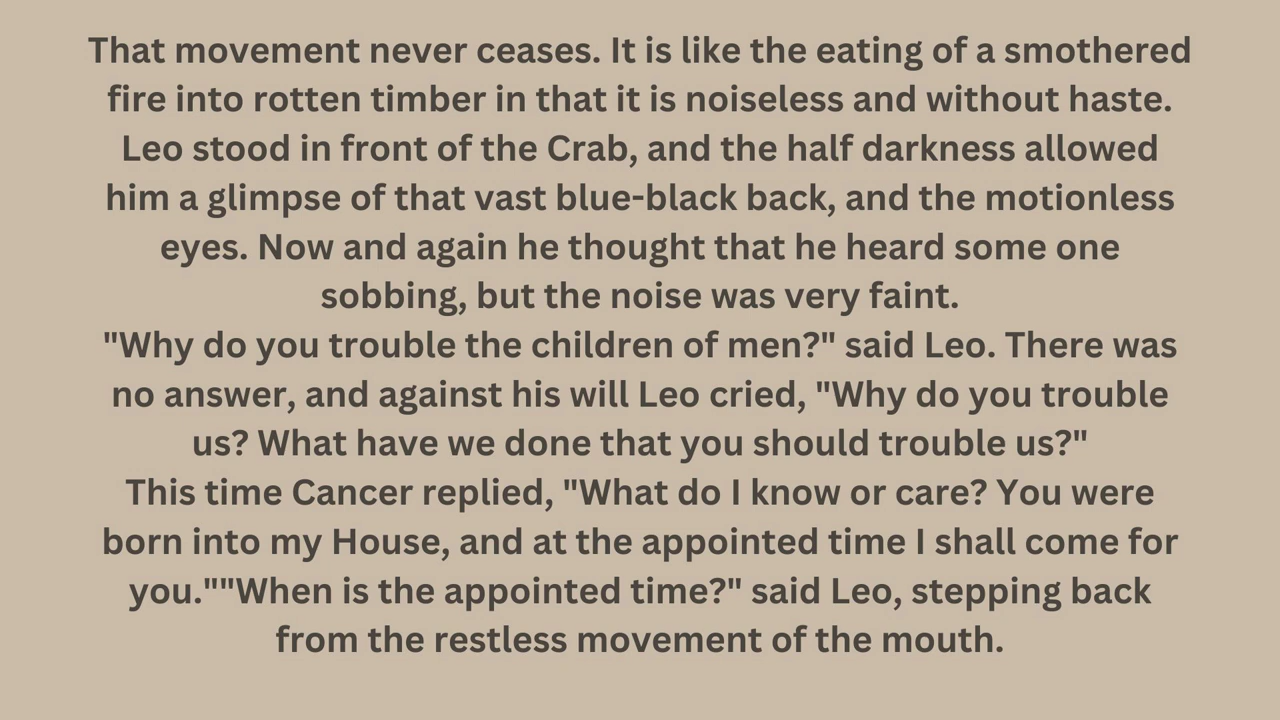 That movement never ceases. It is like the eating of a smothered
fire into rotten timber in that it is noiseless and without haste.
Leo stood in front of the Crab, and the half darkness allowed
him a glimpse of that vast blue-black back, and the motionless
eyes. Now and again he thought that he heard some one
sobbing, but the noise was very faint.
"Why do you trouble the children of men?" said Leo. There was
no answer, and against his will Leo cried, "Why do you trouble
us? What have we done that you should trouble us?"
This time Cancer replied, "What do I know or care? You were
born into my House, and at the appointed time I shall come for
you.""When is the appointed time?" said Leo, stepping back
from the restless movement of the mouth.